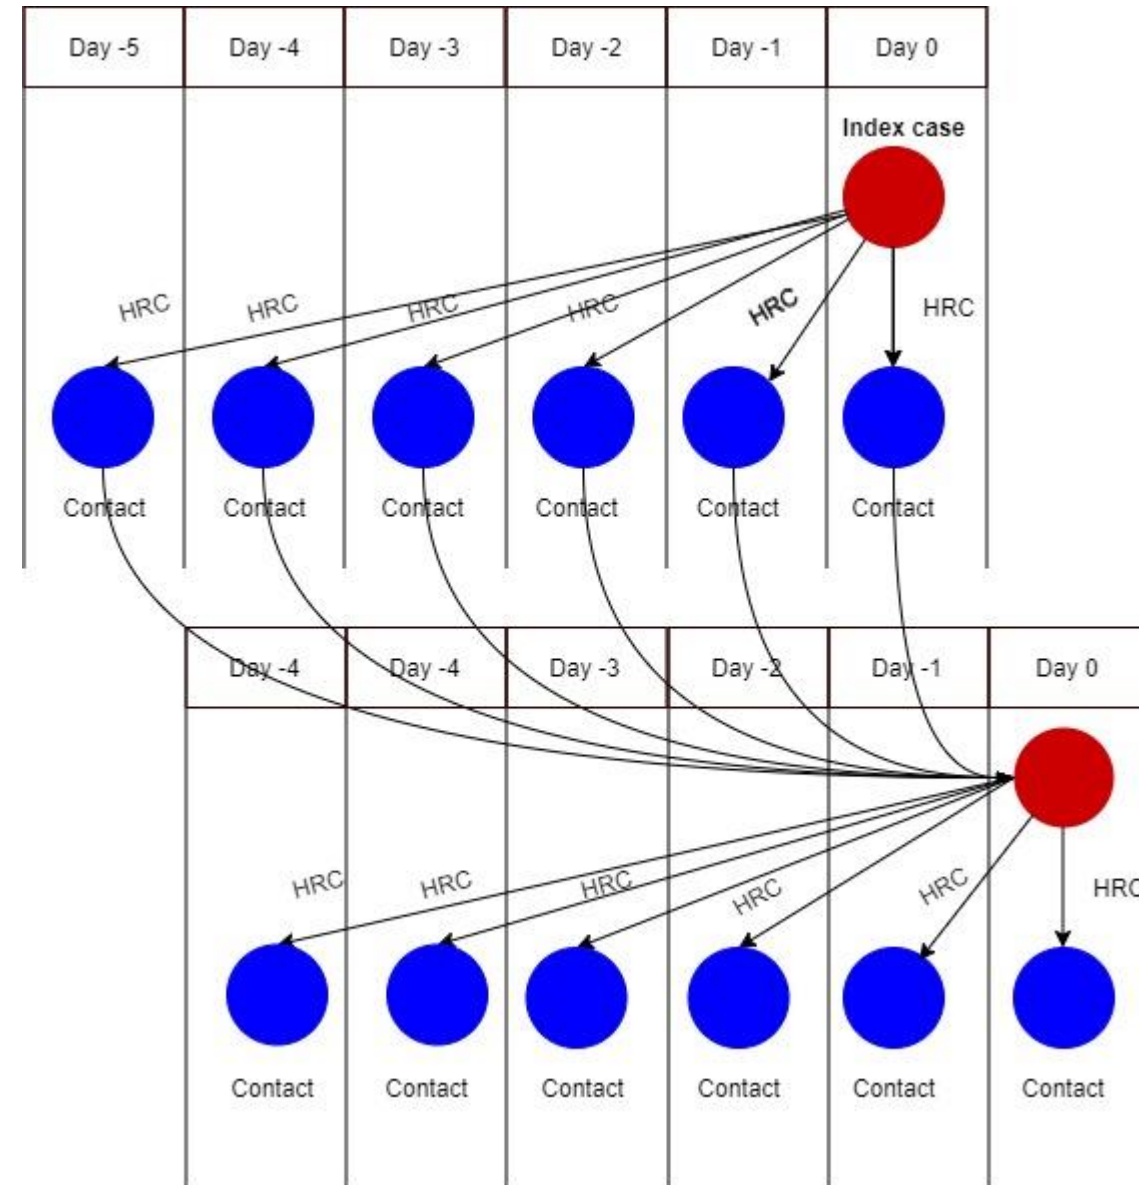 Day -5 Day -4 Day -3 Day -2 Day -1 Day 0
Index case
HRC HRC HRC HRC HRC HRC
Contact Contact Contact Contact Contact Contact
Day -4 Day -4 Day -3 Day -2 Day -1 Day 0
HRC HRC HRC HRC HRC HRC
Contact Contact Contact Contact Contact Contact